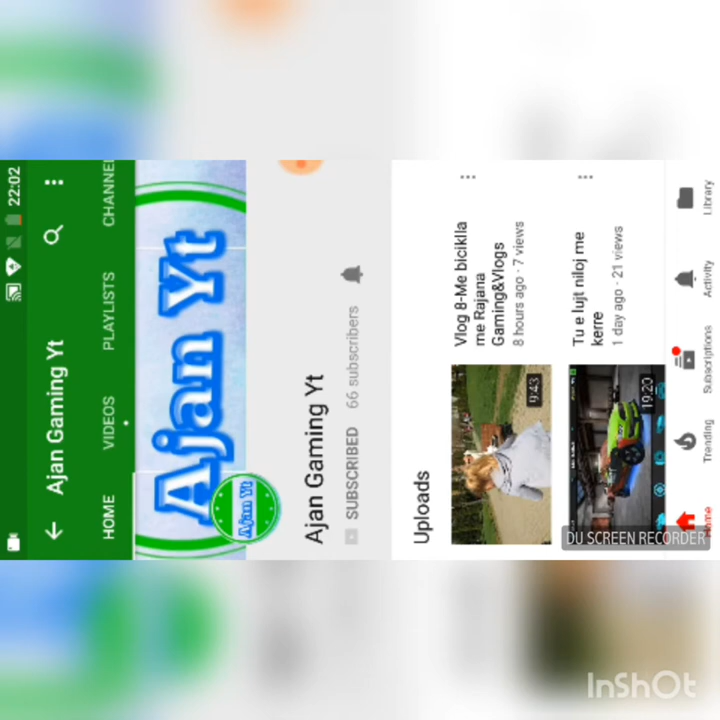 22:02
Ajan Gaming Yt
HOME VIDEOS PLAYLISTS CHANNEL
Ajan Yt
Ajan Yt
Ajan Gaming Yt
SUBSCRIBED 66 subscribers
Uploads
9:43
Vlog 8-Me biciklla
me Rajana
Gaming&Vlogs
8 hours ago · 7 views
19:20
Tu e lujt niloj me
kerre
1 day ago · 21 views
Home Trending Subscriptions Activity Library
DU SCREEN RECORDER
InShOt